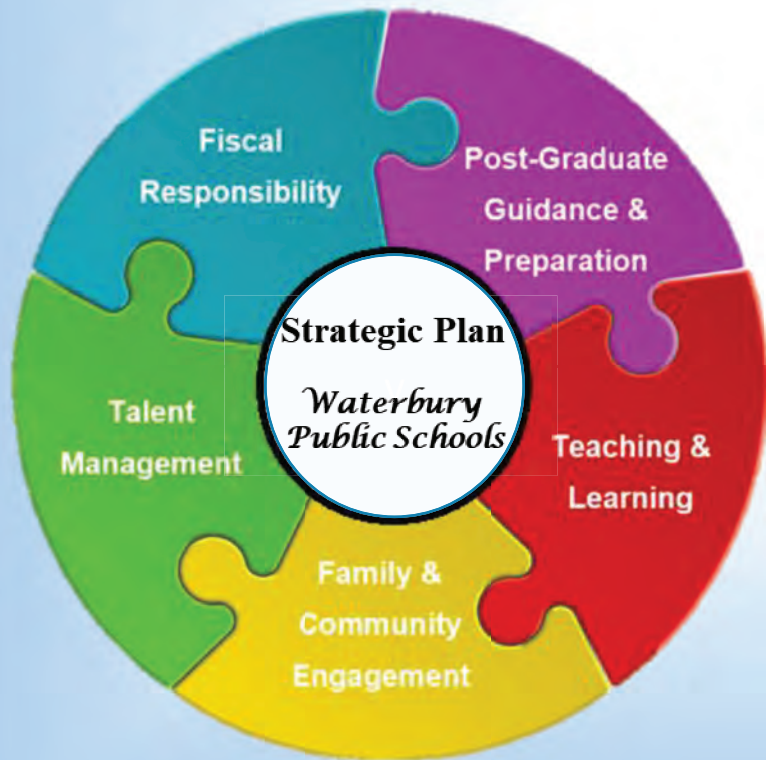 Fiscal
Responsibility
Post-Graduate
Guidance &
Preparation
Strategic Plan
Waterbury
Public Schools
Talent
Management
Teaching &
Learning
Family &
Community
Engagement